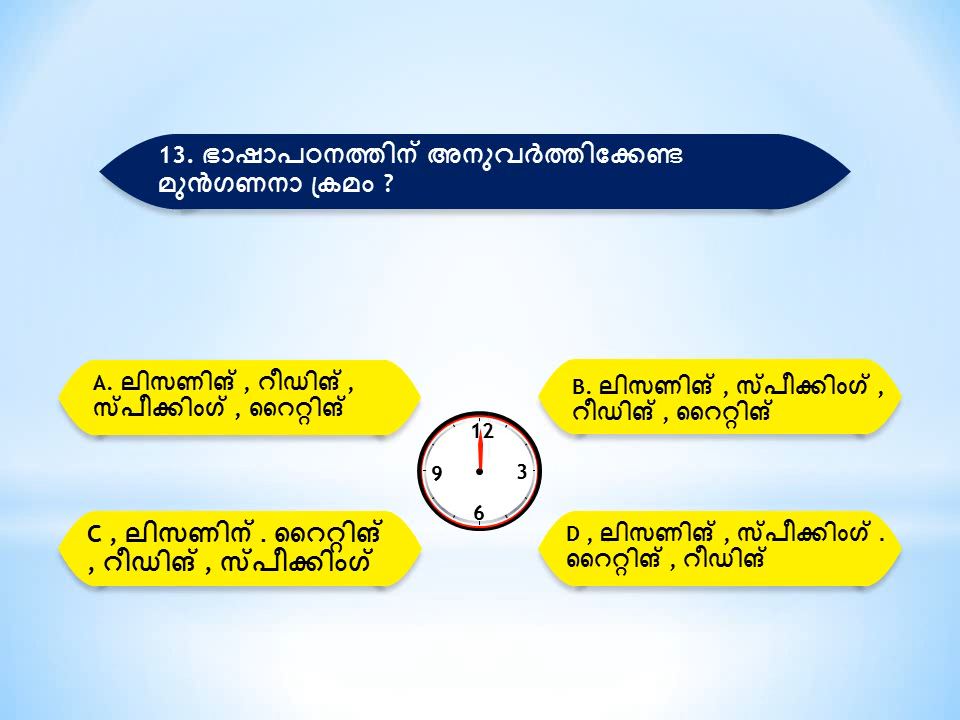 13. ഭാഷാപഠനത്തിന് അനുവർത്തിക്കേണ്ട
മുൻഗണനാ ക്രമം ?
A. ലിസണിങ് , റീഡിങ് ,
സ്പീക്കിംഗ് , റൈറ്റിങ്
B. ലിസണിങ് , സ്പീക്കിംഗ് ,
റീഡിങ് , റൈറ്റിങ്
12
9
3
6
C , ലിസണിന് . റൈറ്റിങ്
, റീഡിങ് , സ്പീക്കിംഗ്
D , ലിസണിങ് , സ്പീക്കിംഗ് .
റൈറ്റിങ് , റീഡിങ്